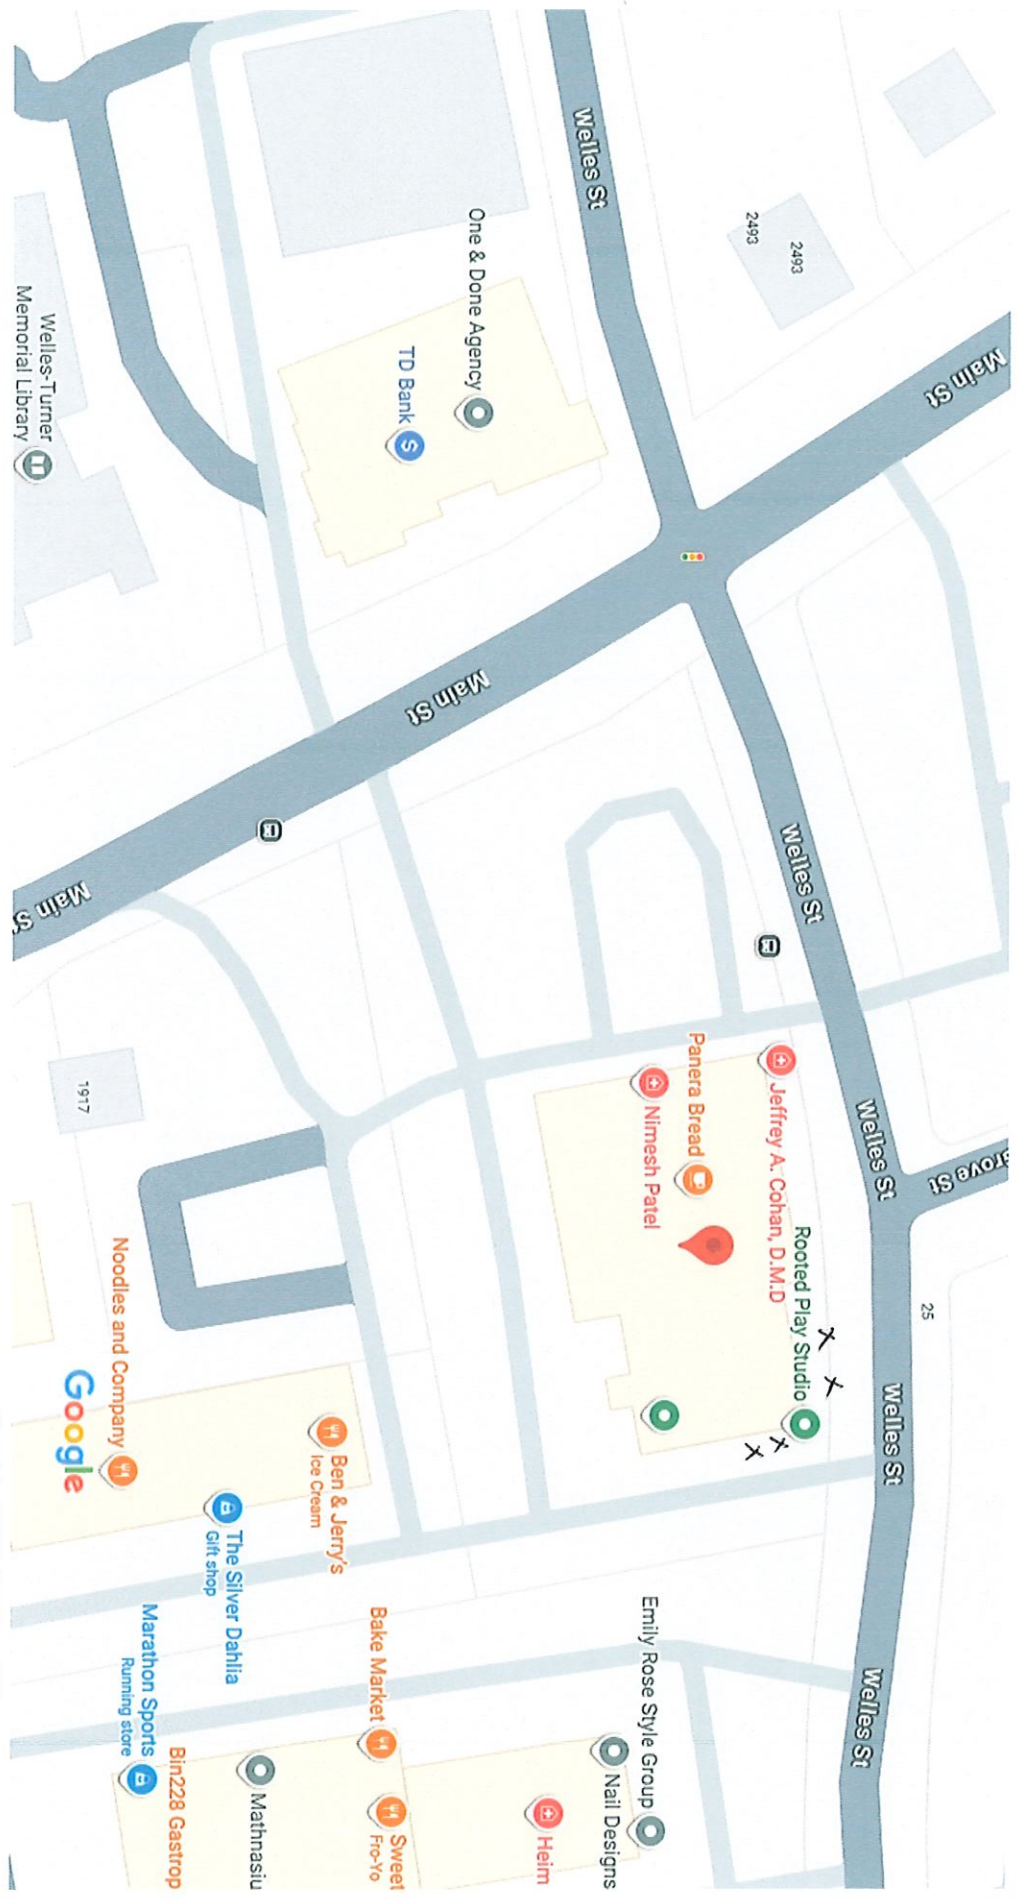 Welles St
2493
2493
Main St
One & Done Agency
TD Bank
Welles-Turner
Memorial Library
Main St
Main St
Welles St
Welles St
Grove St
25
Jeffrey A. Cohan, D.M.D
Panera Bread
Nimesh Patel
Rooted Play Studio
X
X
X
X
1917
Welles St
Noodles and Company
Google
Ben & Jerry's
Ice Cream
The Silver Dahlia
Gift shop
Marathon Sports
Running store
Bake Market
Emily Rose Style Group
Welles St
Nail Designs
Heim
Sweet
Fro-Yo
Mathnasiu
Bin228 Gastrop